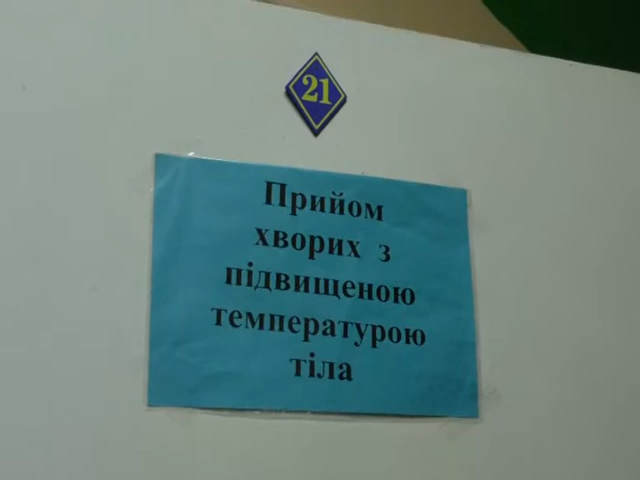 21
Прийом
хворих з
підвищеною
температурою
тіла